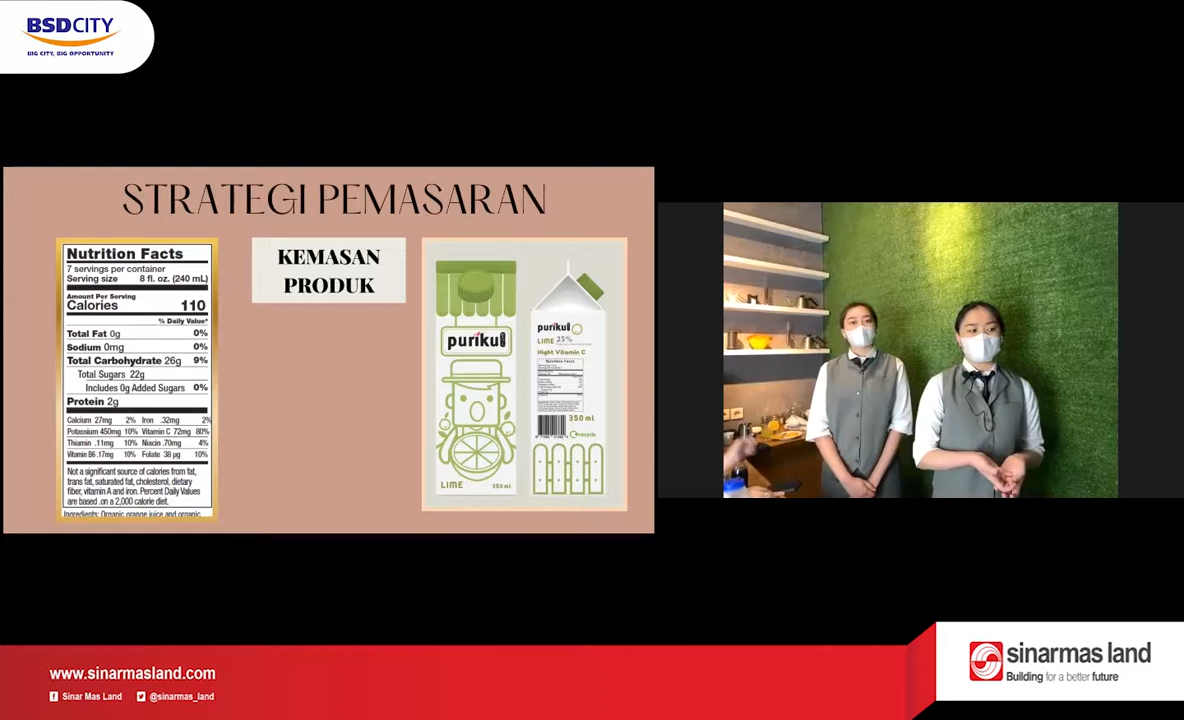 BSDCITY
BIG CITY, BIG OPPORTUNITY
STRATEGI PEMASARAN
Nutrition Facts
7 servings per container
Serving size 8 fl. oz. (240 mL)
Amount Per Serving
Calories 110
% Daily Value*
Total Fat 0g 0%
Sodium 0mg 0%
Total Carbohydrate 26g 9%
Total Sugars 22g
Includes 0g Added Sugars 0%
Protein 2g
Calcium 27mg 2% Iron .32mg 2%
Potassium 450mg 10% Vitamin C 72mg 80%
Thiamin .11mg 10% Niacin .70mg 4%
Vitamin B6 .17mg 10% Folate 38 µg 10%
Not a significant source of calories from fat,
trans fat, saturated fat, cholesterol, dietary
fiber, vitamin A and iron. Percent Daily Values
are based .on a 2,000 calorie diet.
Ingredients: Organic orange juice and organic
KEMASAN
PRODUK
purikul
LIME 350 ml
purikul
LIME 25%
Hight Vitamin C
Nutrition Facts
350 ml
recycle
www.sinarmasland.com
Sinar Mas Land @sinarmas_land
sinarmas land
Building for a better future